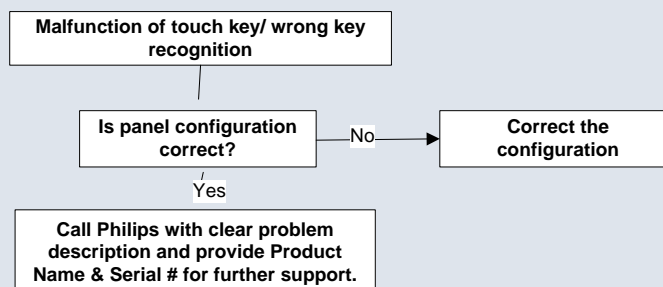 Malfunction of touch key/ wrong key
recognition
Is panel configuration
correct?
No
Correct the
configuration
Yes
Call Philips with clear problem
description and provide Product
Name & Serial # for further support.